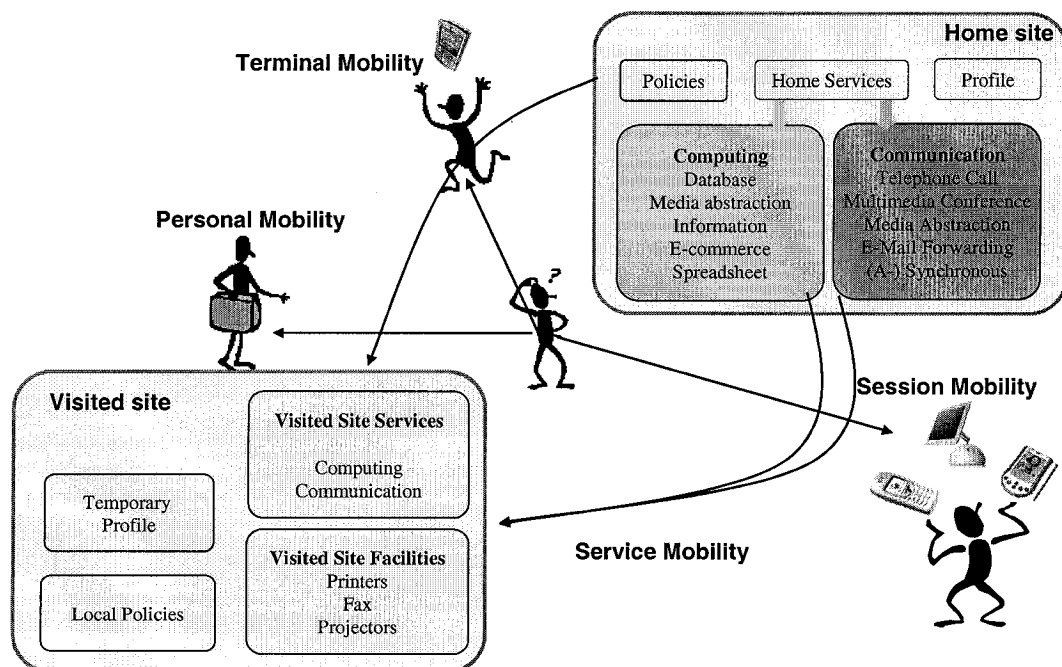 Home site
Terminal Mobility
Policies
Home Services
Profile
Computing
Database
Media abstraction
Information
E-commerce
Spreadsheet
Communication
Telephone Call
Multimedia Conference
Media Abstraction
E-Mail Forwarding
(A-) Synchronous
Personal Mobility
?
Session Mobility
Visited site
Visited Site Services
Computing
Communication
Temporary
Profile
Visited Site Facilities
Printers
Fax
Projectors
Local Policies
Service Mobility